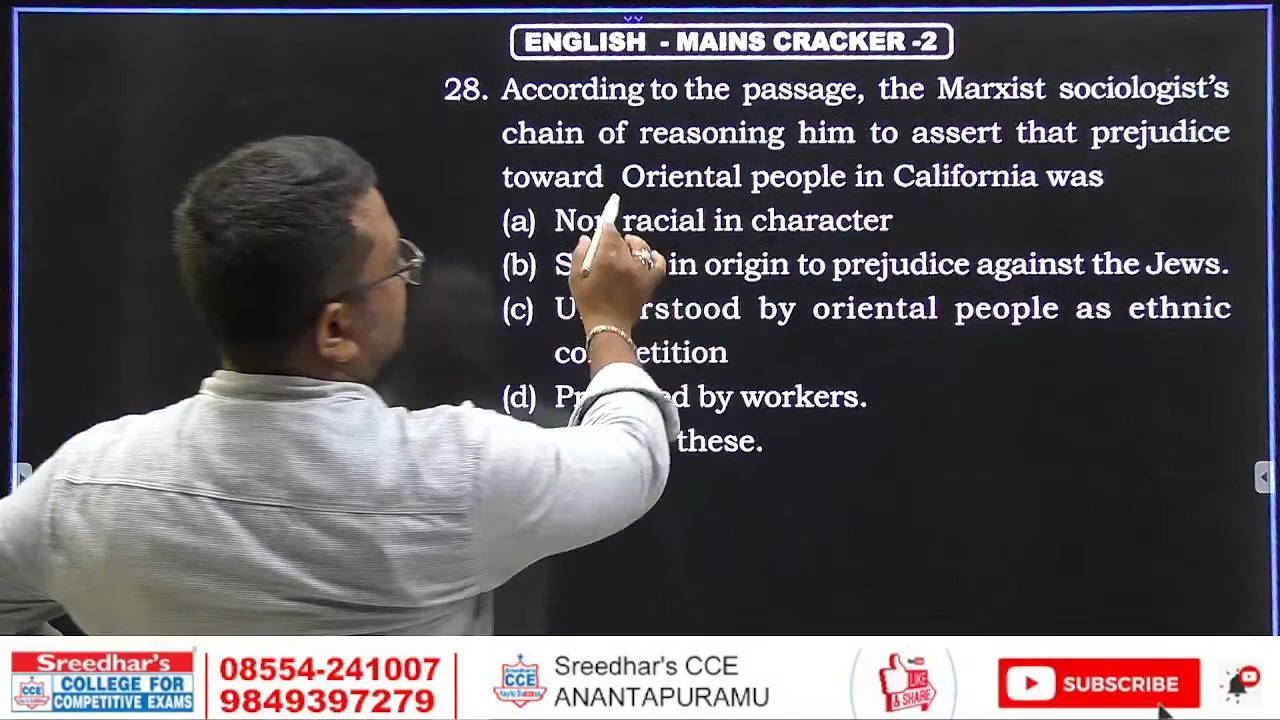 ENGLISH - MAINS CRACKER -2
28. According to the passage, the Marxist sociologist's
chain of reasoning him to assert that prejudice
toward Oriental people in California was
(a) racial in character
(b) in origin to prejudice against the Jews.
(c) by oriental people as ethnic
(d) by workers.
these.
Sreedhar's
CCE
COLLEGE FOR
COMPETITIVE EXAMS
08554-241007
9849397279
CCE
Sreedhar's CCE
ANANTAPURAMU
LIKE
& SHARE
SUBSCRIBE